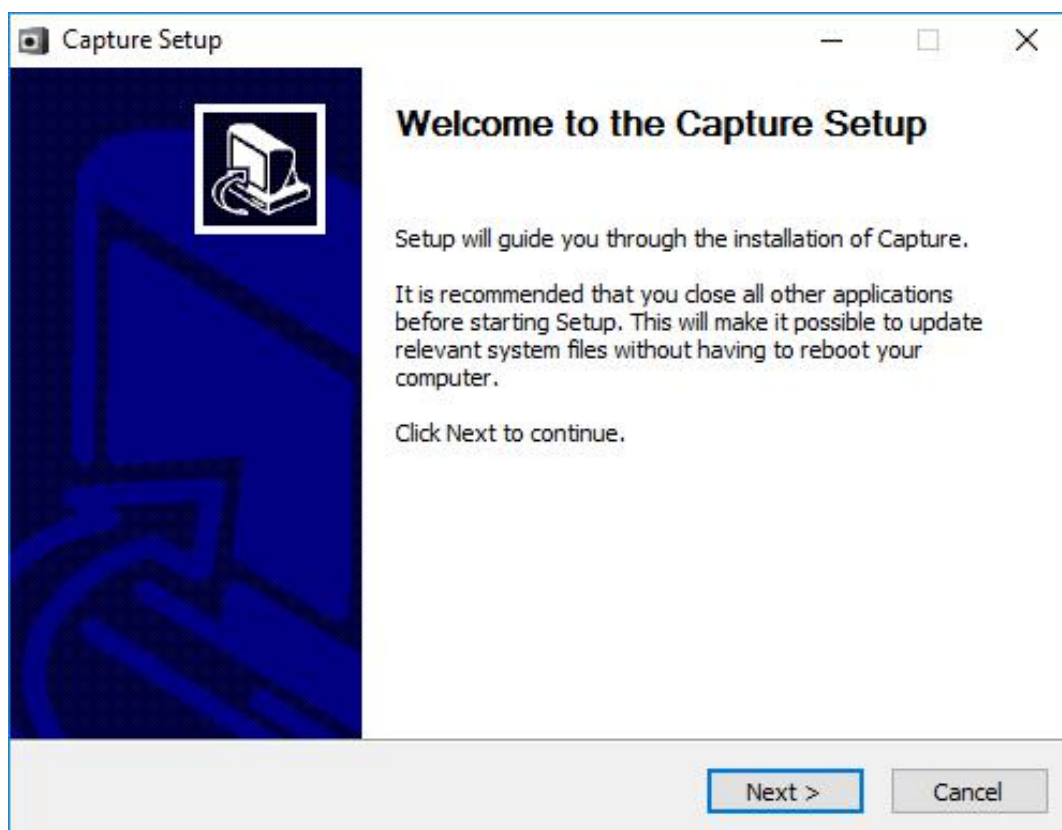 Capture Setup
Welcome to the Capture Setup
Setup will guide you through the installation of Capture.
It is recommended that you close all other applications
before starting Setup. This will make it possible to update
relevant system files without having to reboot your
computer.
Click Next to continue.
Next >
Cancel